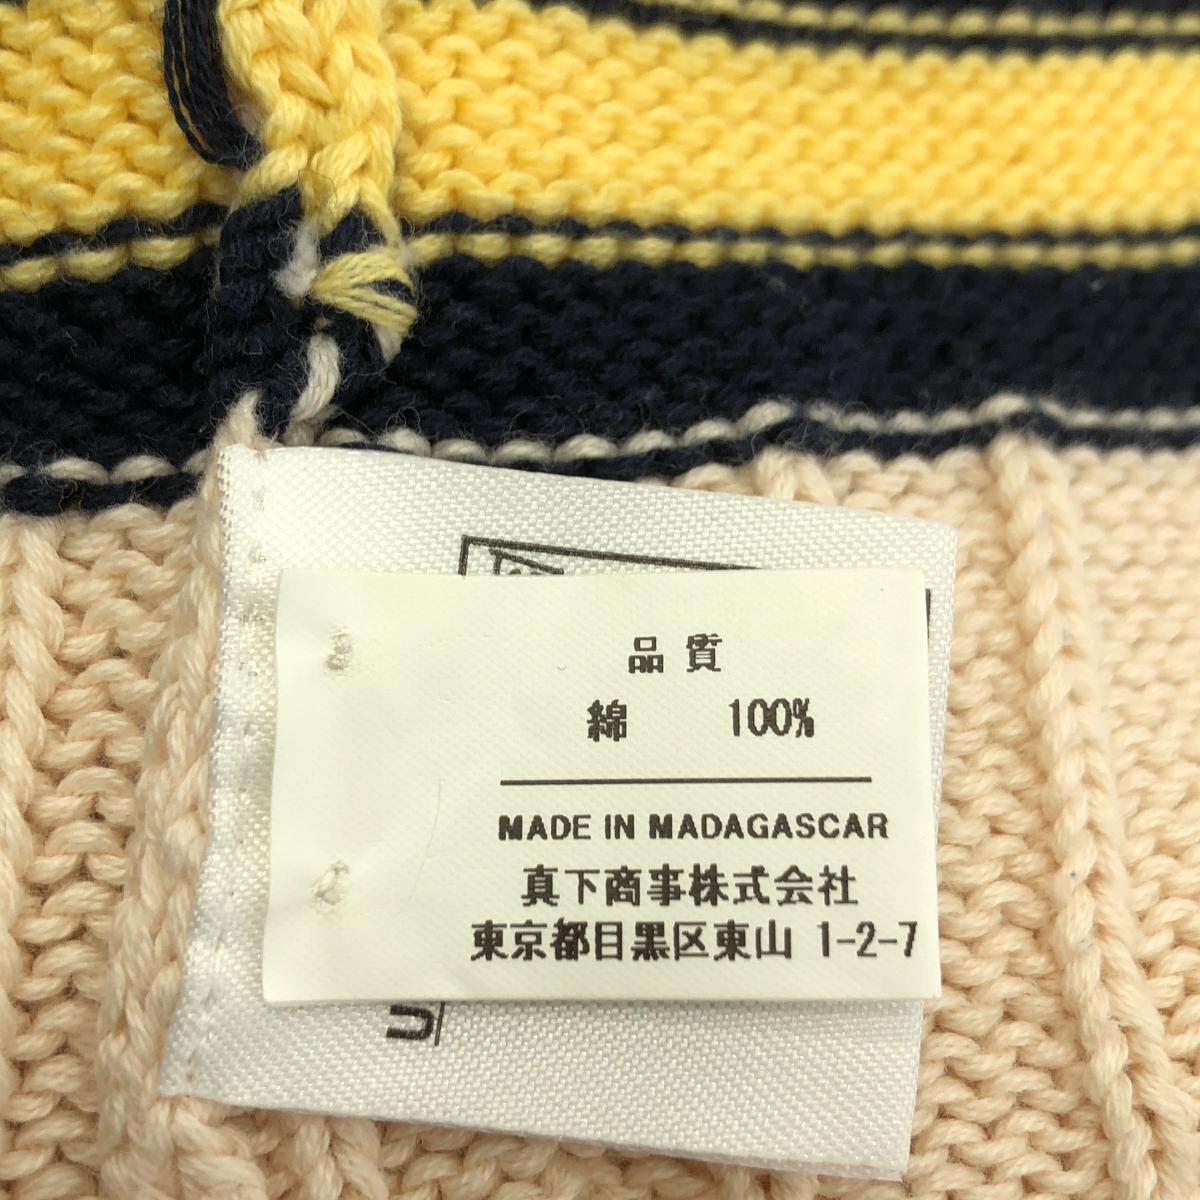 品質
綿 100%
MADE IN MADAGASCAR
真下商事株式会社
東京都目黒区東山 1-2-7